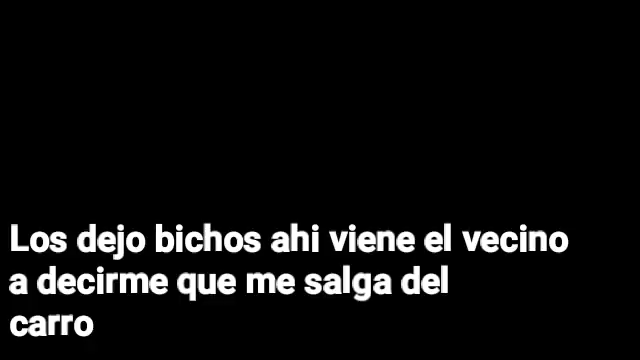 Los dejo bichos ahi viene el vecino
a decirme que me salga del
carro